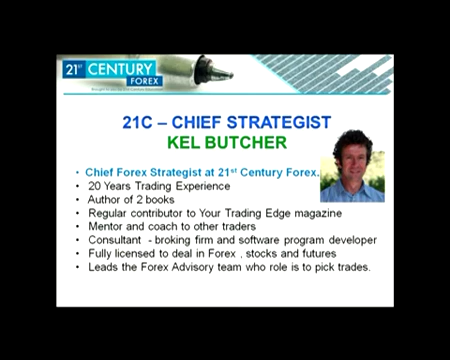 21st CENTURY
FOREX
21C – CHIEF STRATEGIST
KEL BUTCHER
• Chief Forex Strategist at 21st Century Forex.
• 20 Years Trading Experience
• Author of 2 books
• Regular contributor to Your Trading Edge magazine
• Mentor and coach to other traders
• Consultant - broking firm and software program developer
• Fully licensed to deal in Forex , stocks and futures
• Leads the Forex Advisory team who role is to pick trades.